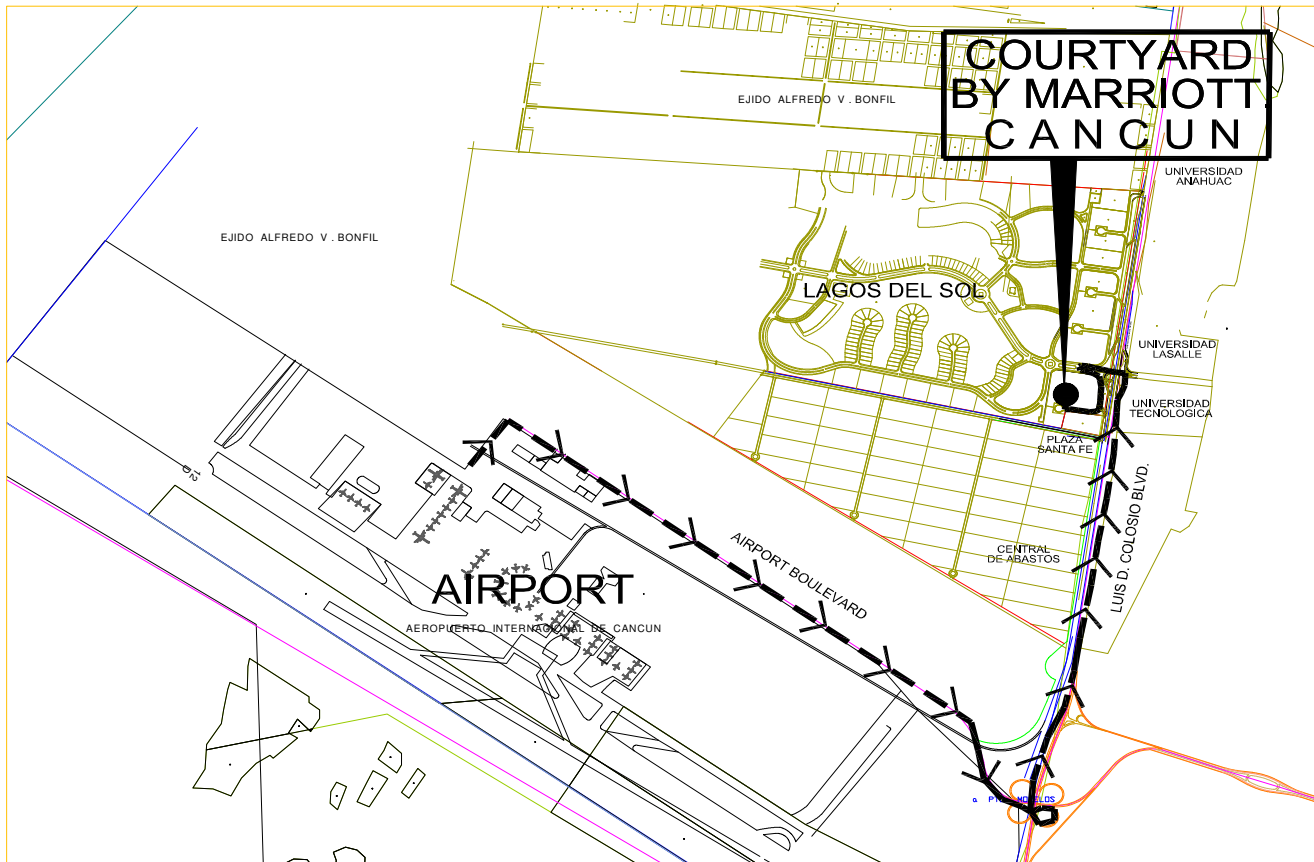 COURTYARD
BY MARRIOTT.
CANCUN
EJIDO ALFREDO V. BONFIL
UNIVERSIDAD
ANAHUAC
EJIDO ALFREDO V. BONFIL
LAGOS DEL SOL
UNIVERSIDAD
LASALLE
UNIVERSIDAD
TECNOLOGICA
PLAZA
SANTA FE
LUIS D. COLOSIO BLVD.
12
D
AIRPORT BOULEVARD
CENTRAL
DE ABASTOS
AIRPORT
AEROPUERTO INTERNACIONAL DE CANCUN